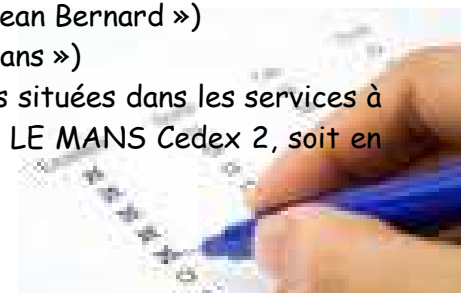 ean Bernard »)
ans »)
s situées dans les services à
LE MANS Cedex 2, soit en